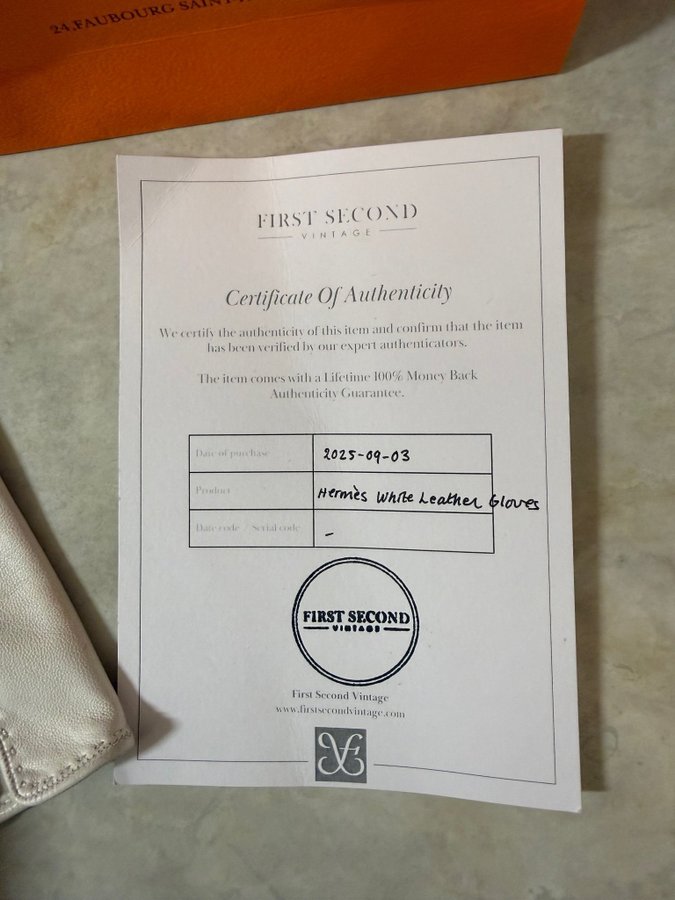 24, FAUBOURG SAINT-
FIRST SECOND
VINTAGE
Certificate Of Authenticity
We certify the authenticity of this item and confirm that the item
has been verified by our expert authenticators.
The item comes with a Lifetime 100% Money Back
Authenticity Guarantee.
Date of purchase 2025-09-03
Product Hermès White Leather Gloves
Date code / Serial code -
FIRST SECOND
VINTAGE
First Second Vintage
www.firstsecondvintage.com